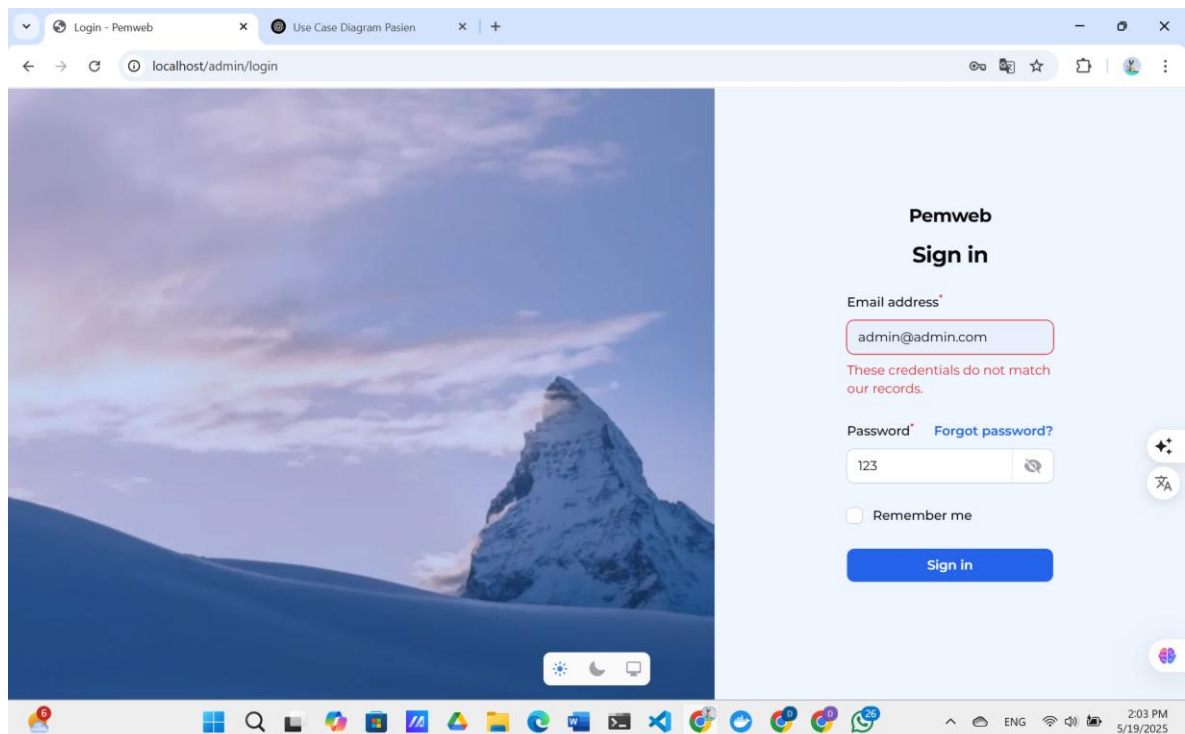 Login - Pemweb
Use Case Diagram Pasien
localhost/admin/login
Pemweb
Sign in
Email address*
admin@admin.com
These credentials do not match
our records.
Password* Forgot password?
123
Remember me
Sign in
6
26
ENG
2:03 PM
5/19/2025